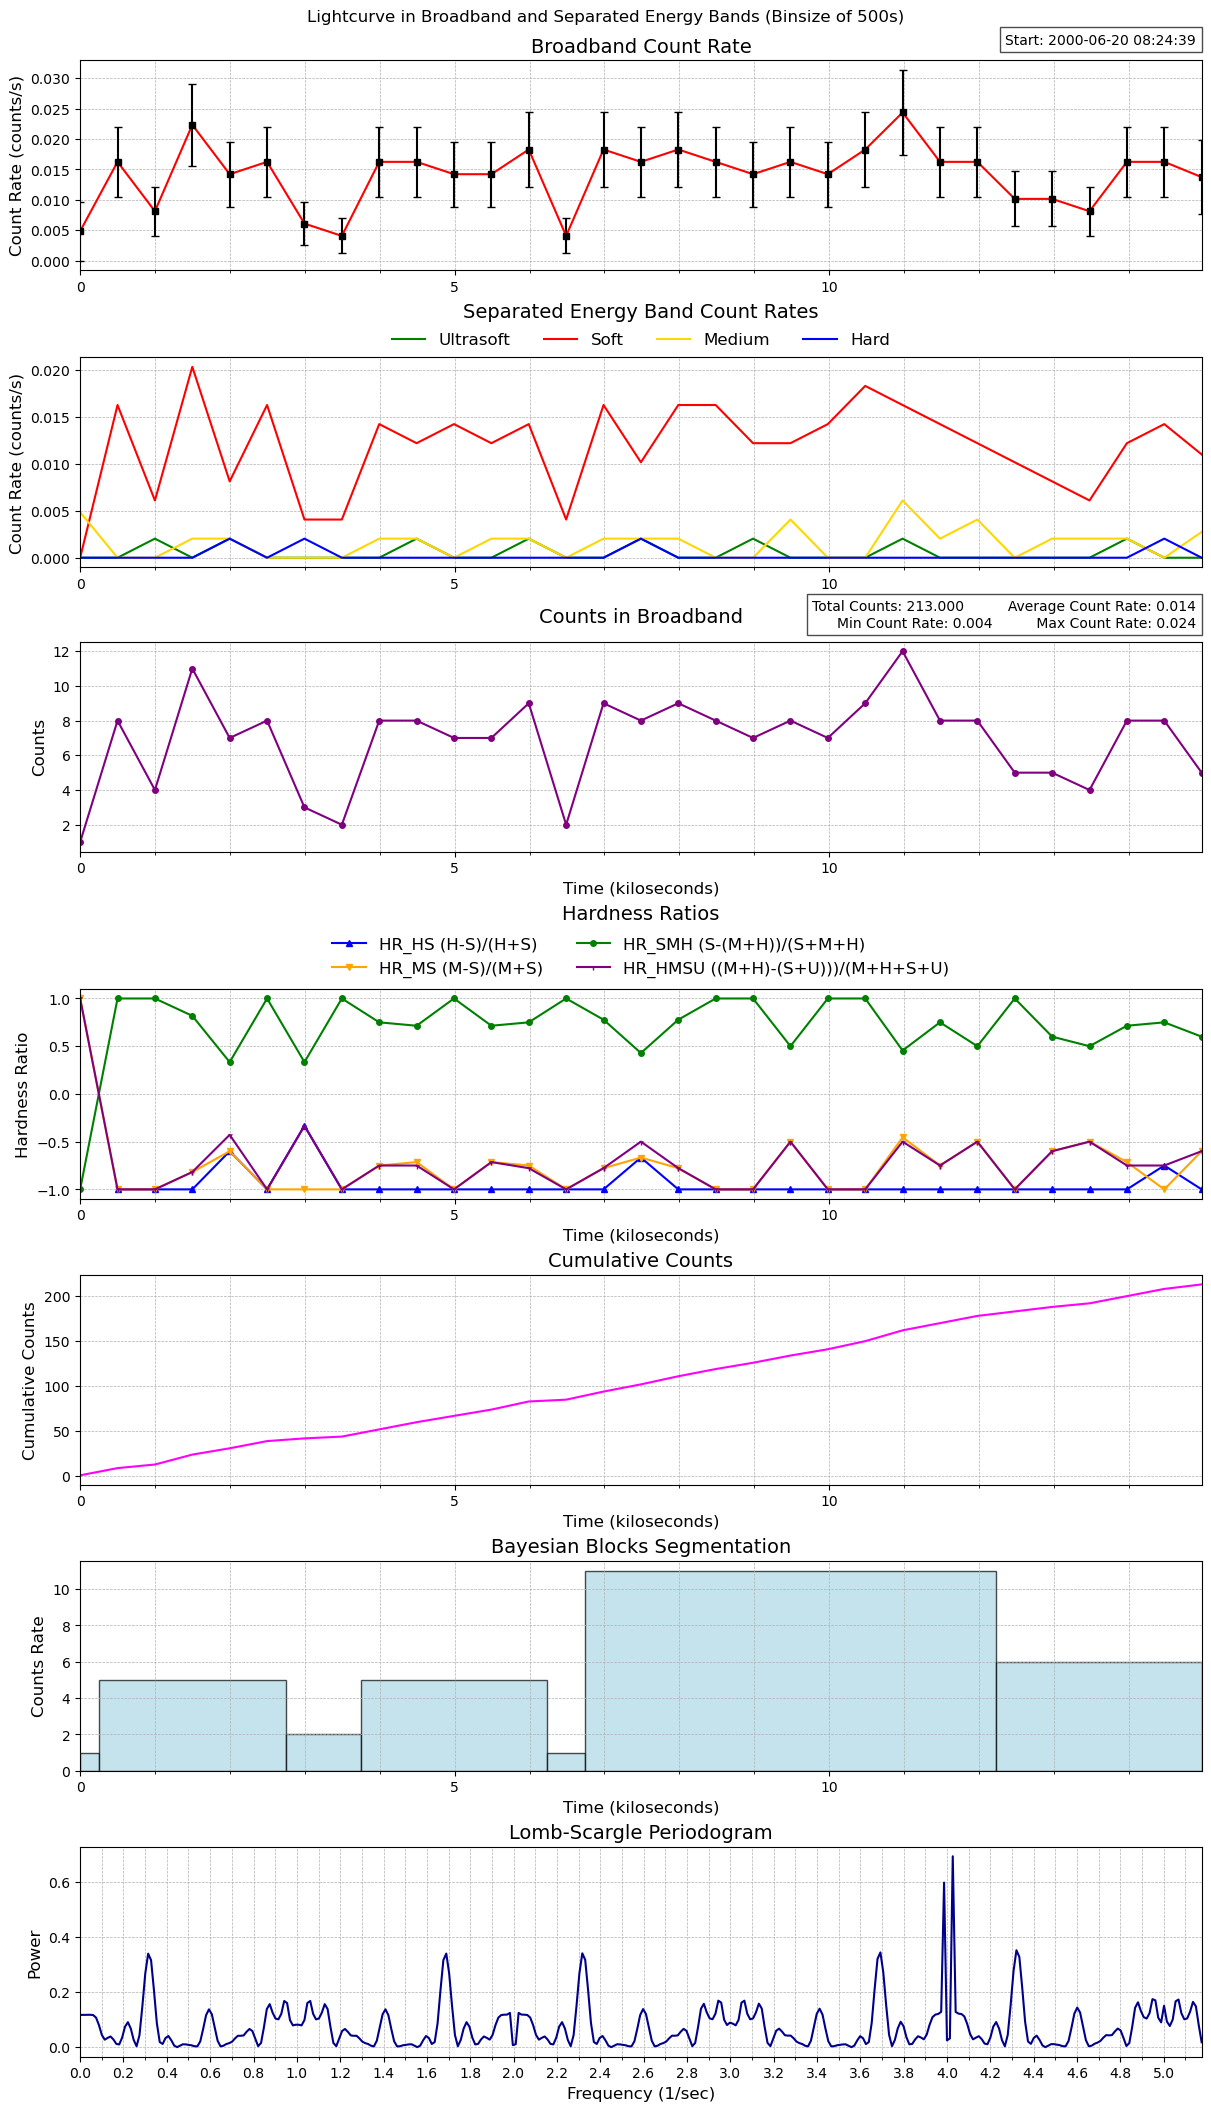 Lightcurve in Broadband and Separated Energy Bands (Binsize of 500s)
Start: 2000-06-20 08:24:39
Broadband Count Rate
Count Rate (counts/s)
0.030
0.025
0.020
0.015
0.010
0.005
0.000
0 5 10
Separated Energy Band Count Rates
Ultrasoft Soft Medium Hard
Count Rate (counts/s)
0.020
0.015
0.010
0.005
0.000
0 5 10
Counts in Broadband
Total Counts: 213.000 Average Count Rate: 0.014
Min Count Rate: 0.004 Max Count Rate: 0.024
Counts
12
10
8
6
4
2
0 5 10
Time (kiloseconds)
Hardness Ratios
HR_HS (H-S)/(H+S) HR_SMH (S-(M+H))/(S+M+H)
HR_MS (M-S)/(M+S) HR_HMSU ((M+H)-(S+U)))/(M+H+S+U)
Hardness Ratio
1.0
0.5
0.0
−0.5
−1.0
0 5 10
Time (kiloseconds)
Cumulative Counts
Cumulative Counts
200
150
100
50
0
0 5 10
Time (kiloseconds)
Bayesian Blocks Segmentation
Counts Rate
10
8
6
4
2
0
0 5 10
Time (kiloseconds)
Lomb-Scargle Periodogram
Power
0.6
0.4
0.2
0.0
0.0 0.2 0.4 0.6 0.8 1.0 1.2 1.4 1.6 1.8 2.0 2.2 2.4 2.6 2.8 3.0 3.2 3.4 3.6 3.8 4.0 4.2 4.4 4.6 4.8 5.0
Frequency (1/sec)